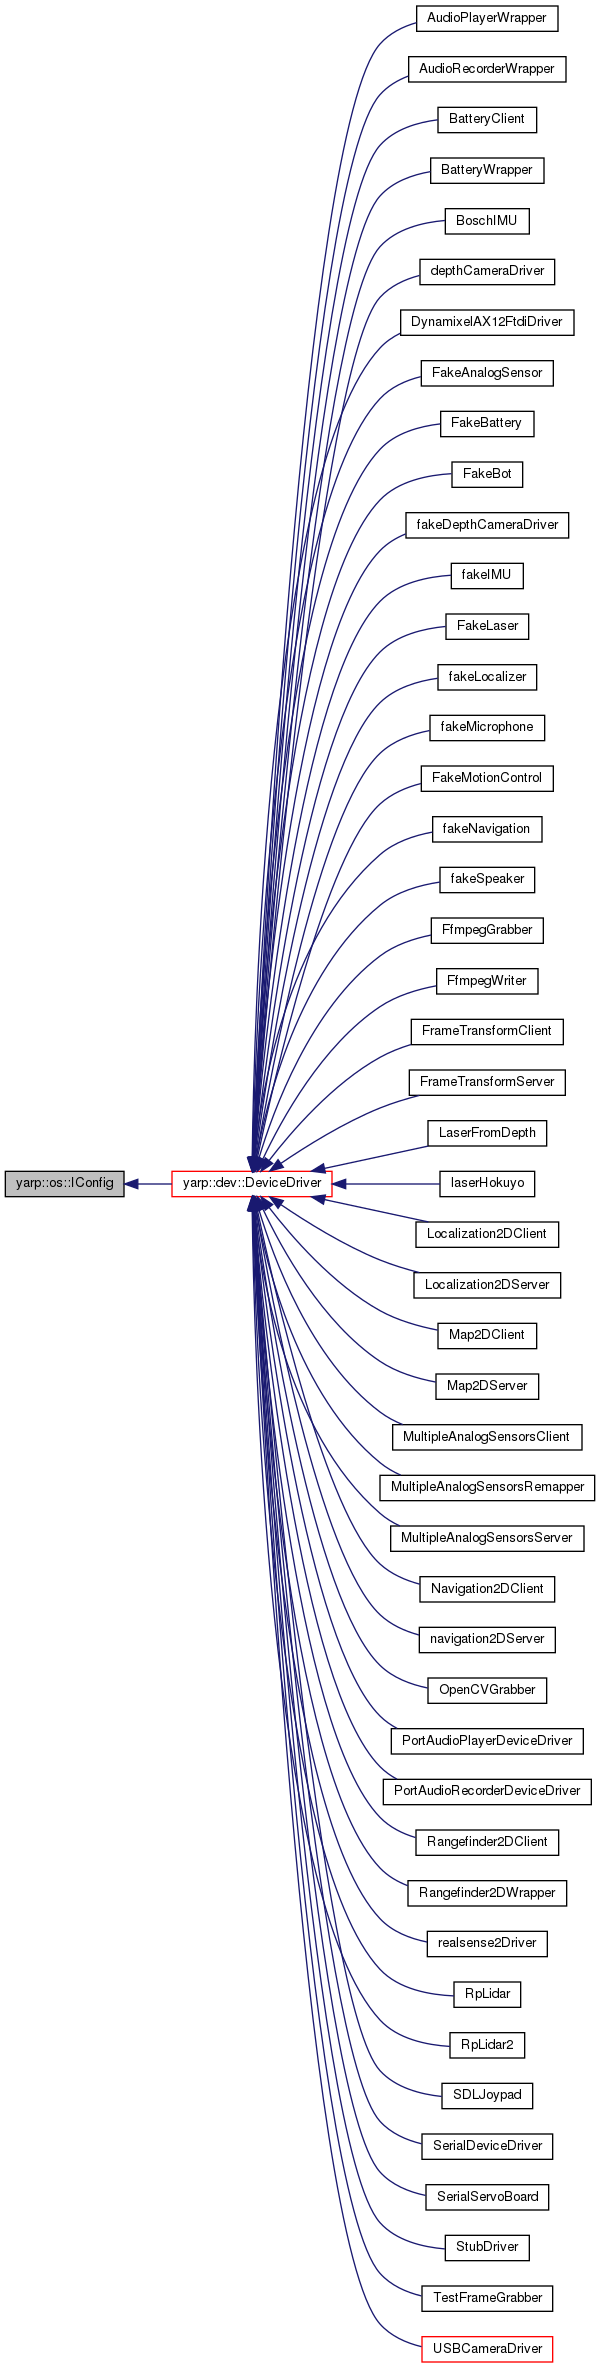 AudioPlayerWrapper
AudioRecorderWrapper
BatteryClient
BatteryWrapper
BoschIMU
depthCameraDriver
DynamixelAX12FtdiDriver
FakeAnalogSensor
FakeBattery
FakeBot
fakeDepthCameraDriver
fakeIMU
FakeLaser
fakeLocalizer
fakeMicrophone
FakeMotionControl
fakeNavigation
fakeSpeaker
FfmpegGrabber
FfmpegWriter
FrameTransformClient
FrameTransformServer
LaserFromDepth
yarp::os::IConfig
yarp::dev::DeviceDriver
laserHokuyo
Localization2DClient
Localization2DServer
Map2DClient
Map2DServer
MultipleAnalogSensorsClient
MultipleAnalogSensorsRemapper
MultipleAnalogSensorsServer
Navigation2DClient
navigation2DServer
OpenCVGrabber
PortAudioPlayerDeviceDriver
PortAudioRecorderDeviceDriver
Rangefinder2DClient
Rangefinder2DWrapper
realsense2Driver
RpLidar
RpLidar2
SDLJoypad
SerialDeviceDriver
SerialServoBoard
StubDriver
TestFrameGrabber
USBCameraDriver